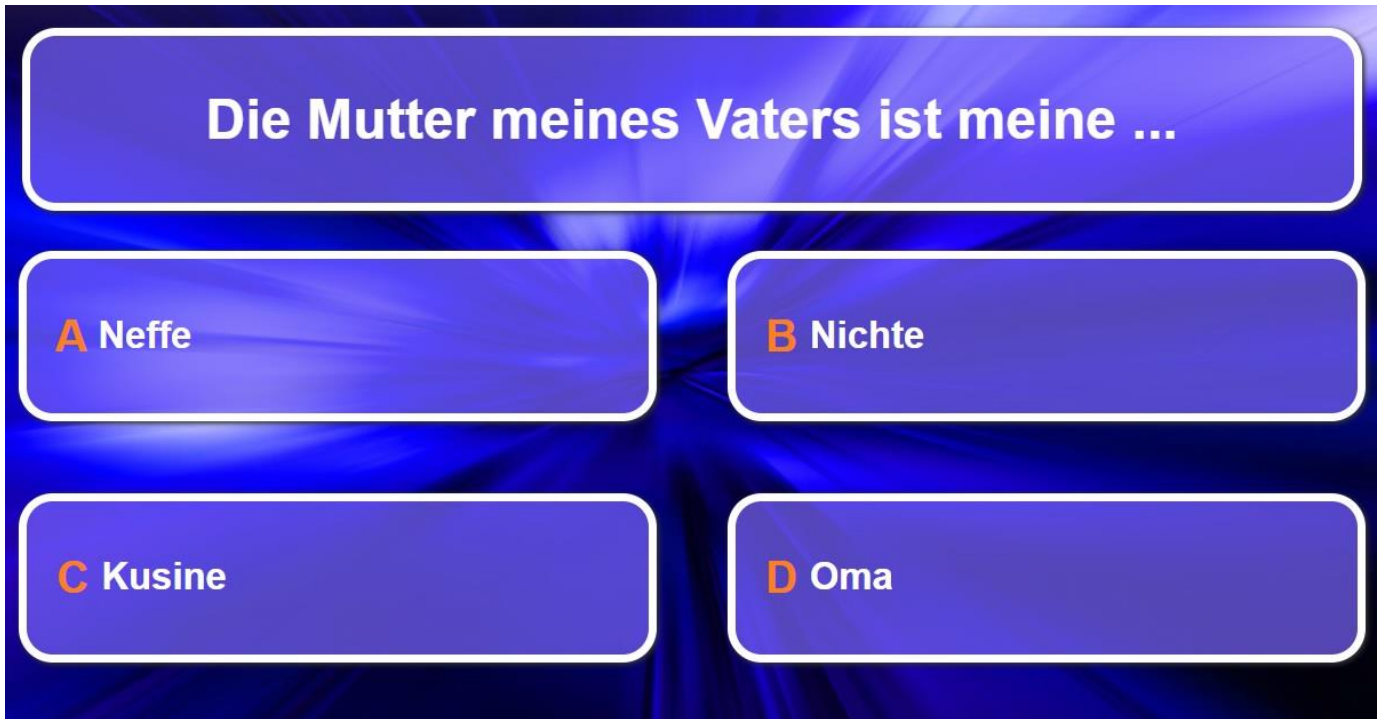 Die Mutter meines Vaters ist meine ...
A Neffe
B Nichte
C Kusine
D Oma